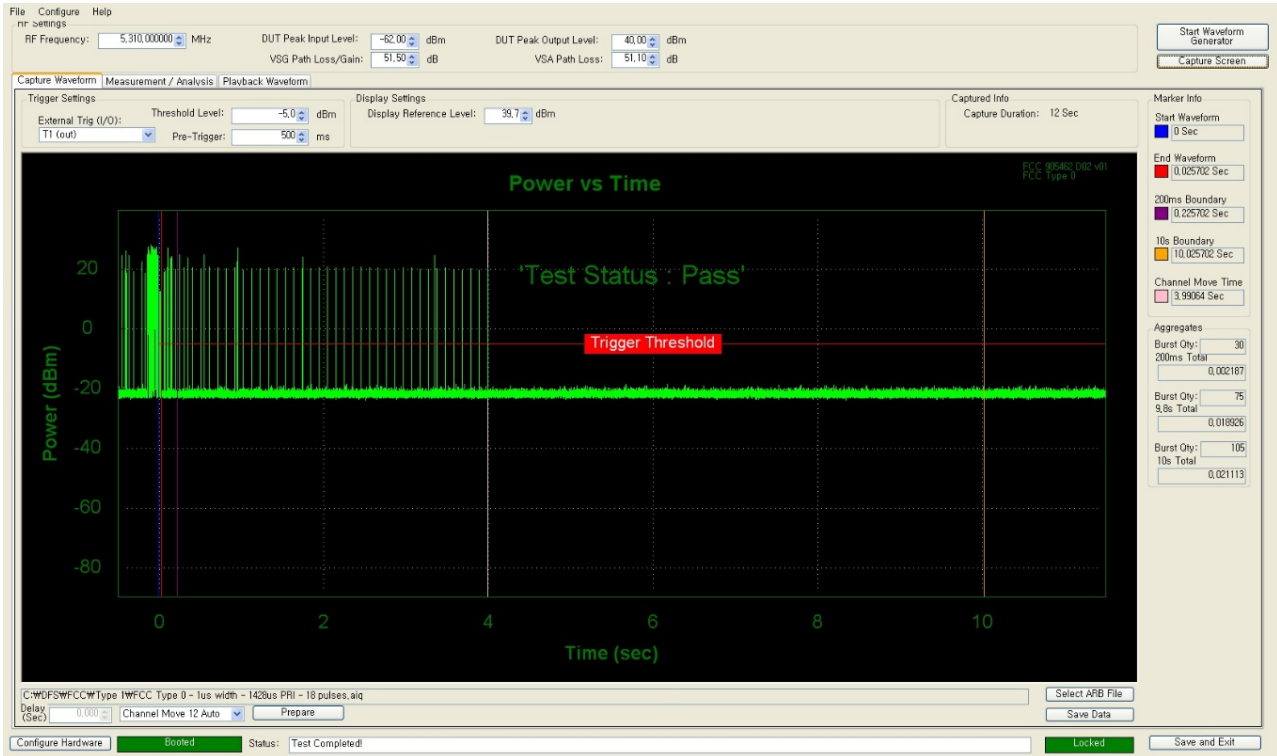 File Configure Help
RF Settings
RF Frequency: 5,310,000000 MHz DUT Peak Input Level: -62,00 dBm DUT Peak Output Level: 40,00 dBm
VSG Path Loss/Gain: 51,50 dB VSA Path Loss: 51,10 dB
Start Waveform Generator
Capture Screen
Capture Waveform Measurement / Analysis Playback Waveform
Trigger Settings
External Trig (I/O):
T1 (out)
Threshold Level: -5,0 dBm
Pre-Trigger: 500 ms
Display Settings
Display Reference Level: 39,7 dBm
Captured Info
Capture Duration: 12 Sec
Power vs Time
FCC 905462 D02 v01
FCC Type 0
'Test Status : Pass'
Trigger Threshold
Power (dBm)
20
0
-20
-40
-60
-80
0 2 4 6 8 10
Time (sec)
Marker Info
Start Waveform
0 Sec
End Waveform
0,025702 Sec
200ms Boundary
0,225702 Sec
10s Boundary
10,025702 Sec
Channel Move Time
3,99064 Sec
Aggregates
Burst Qty: 30
200ms Total
0,002187
Burst Qty: 75
9,8s Total
0,018926
Burst Qty: 105
10s Total
0,021113
C:₩DFS₩FCC₩Type 1₩FCC Type 0 - 1us width - 1428us PRI - 18 pulses.aiq
Select ARB File
Delay (Sec) 0,000 Channel Move 12 Auto Prepare
Save Data
Configure Hardware Booted Status: Test Completed! Locked Save and Exit